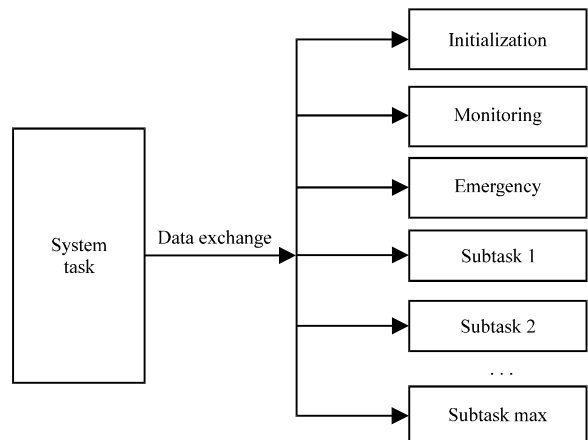 System
task
Data exchange
Initialization
Monitoring
Emergency
Subtask 1
Subtask 2
. . .
Subtask max